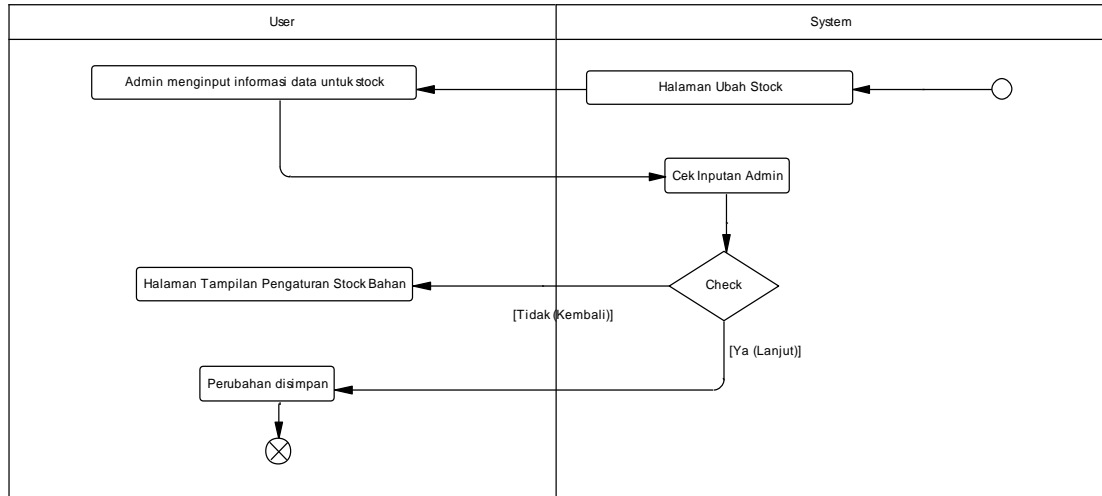 User
System
Admin menginput informasi data untuk stock
Halaman Ubah Stock
Cek Inputan Admin
Halaman Tampilan Pengaturan Stock Bahan
Check
[Tidak (Kembali)]
[Ya (Lanjut)]
Perubahan disimpan